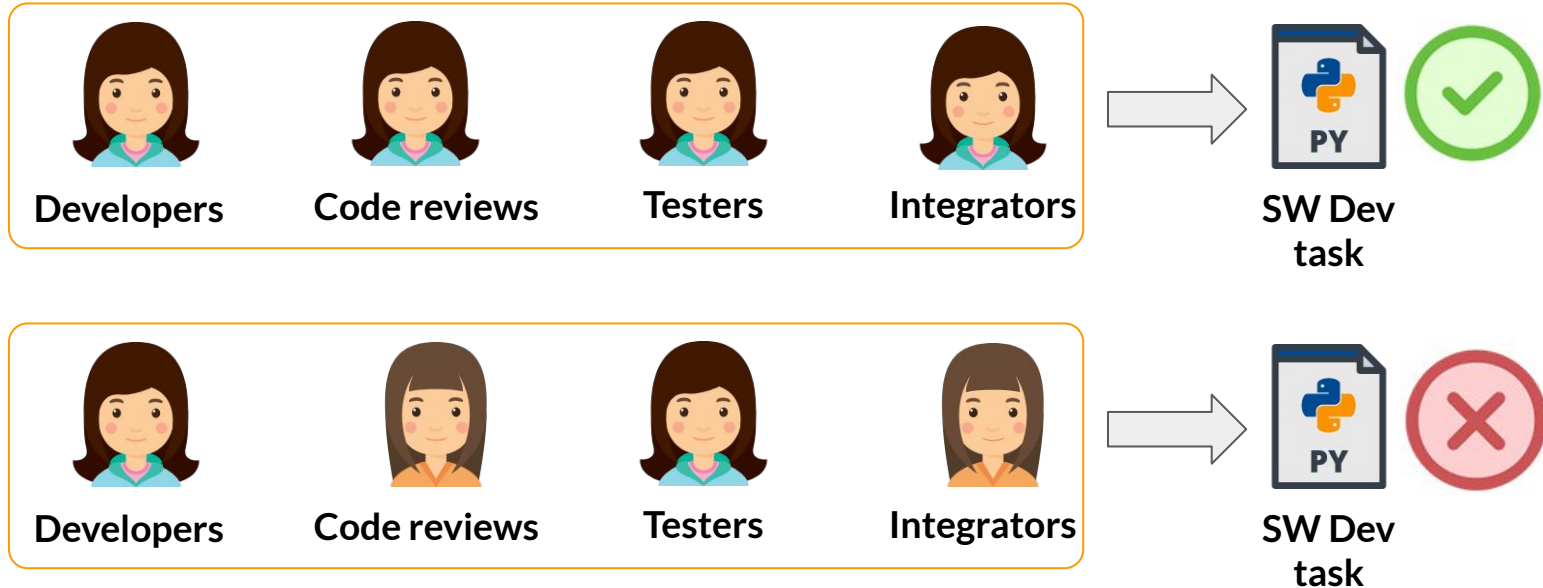 Developers
Code reviews
Testers
Integrators
PY
SW Dev
task
Developers
Code reviews
Testers
Integrators
PY
SW Dev
task